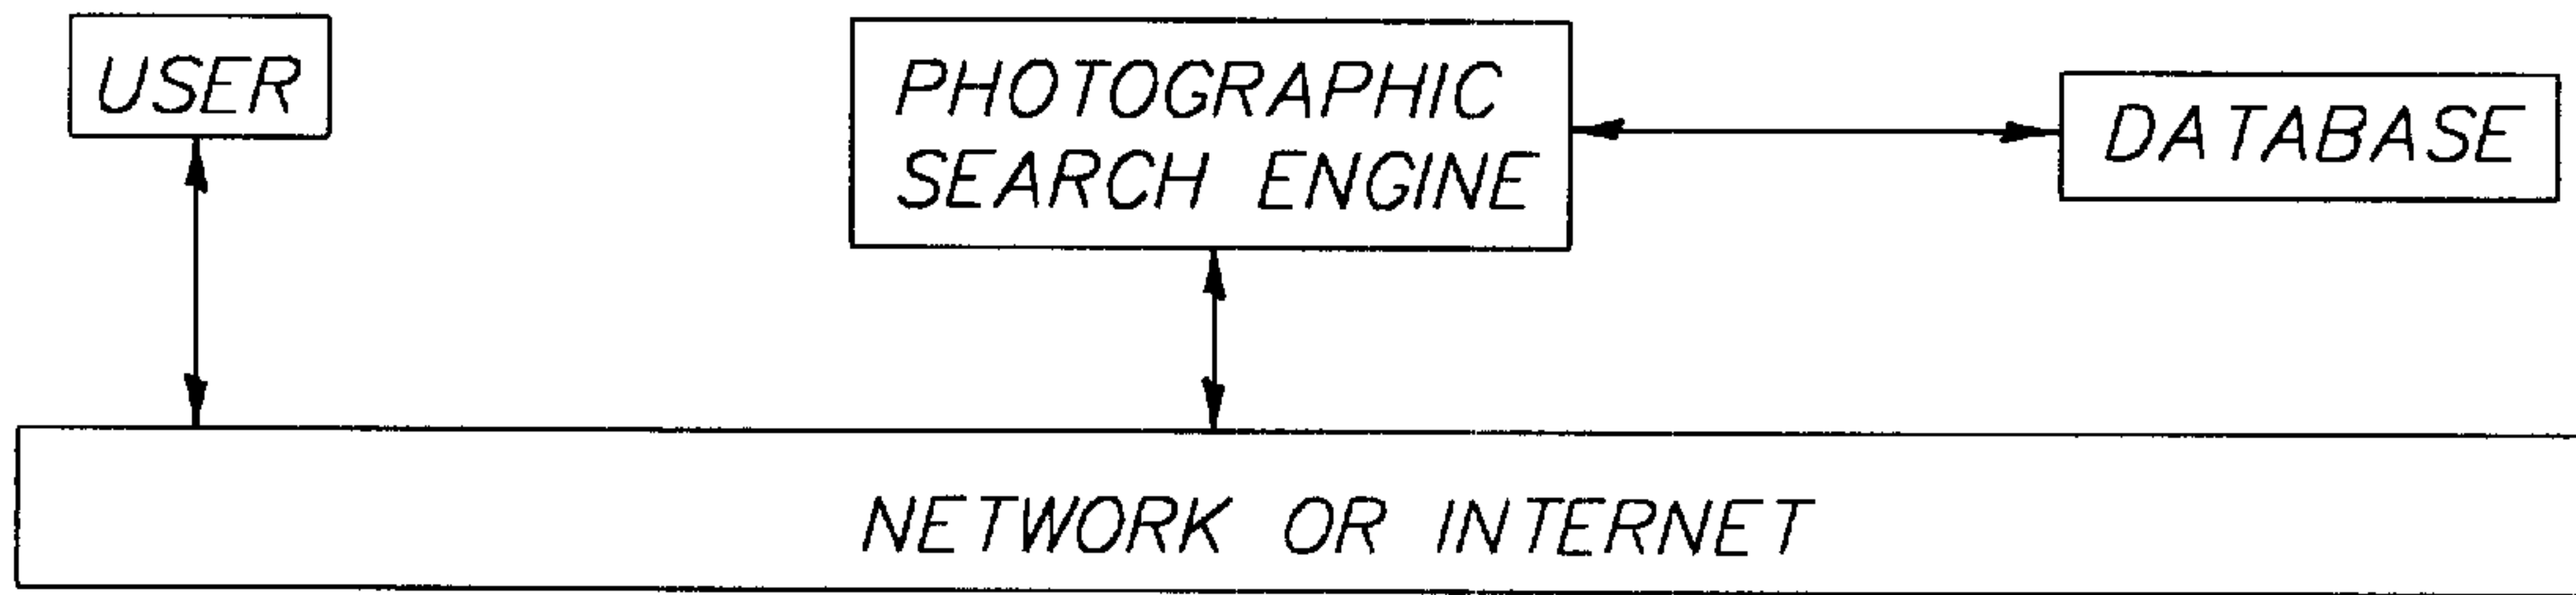 USER
PHOTOGRAPHIC
SEARCH ENGINE
DATABASE
NETWORK OR INTERNET